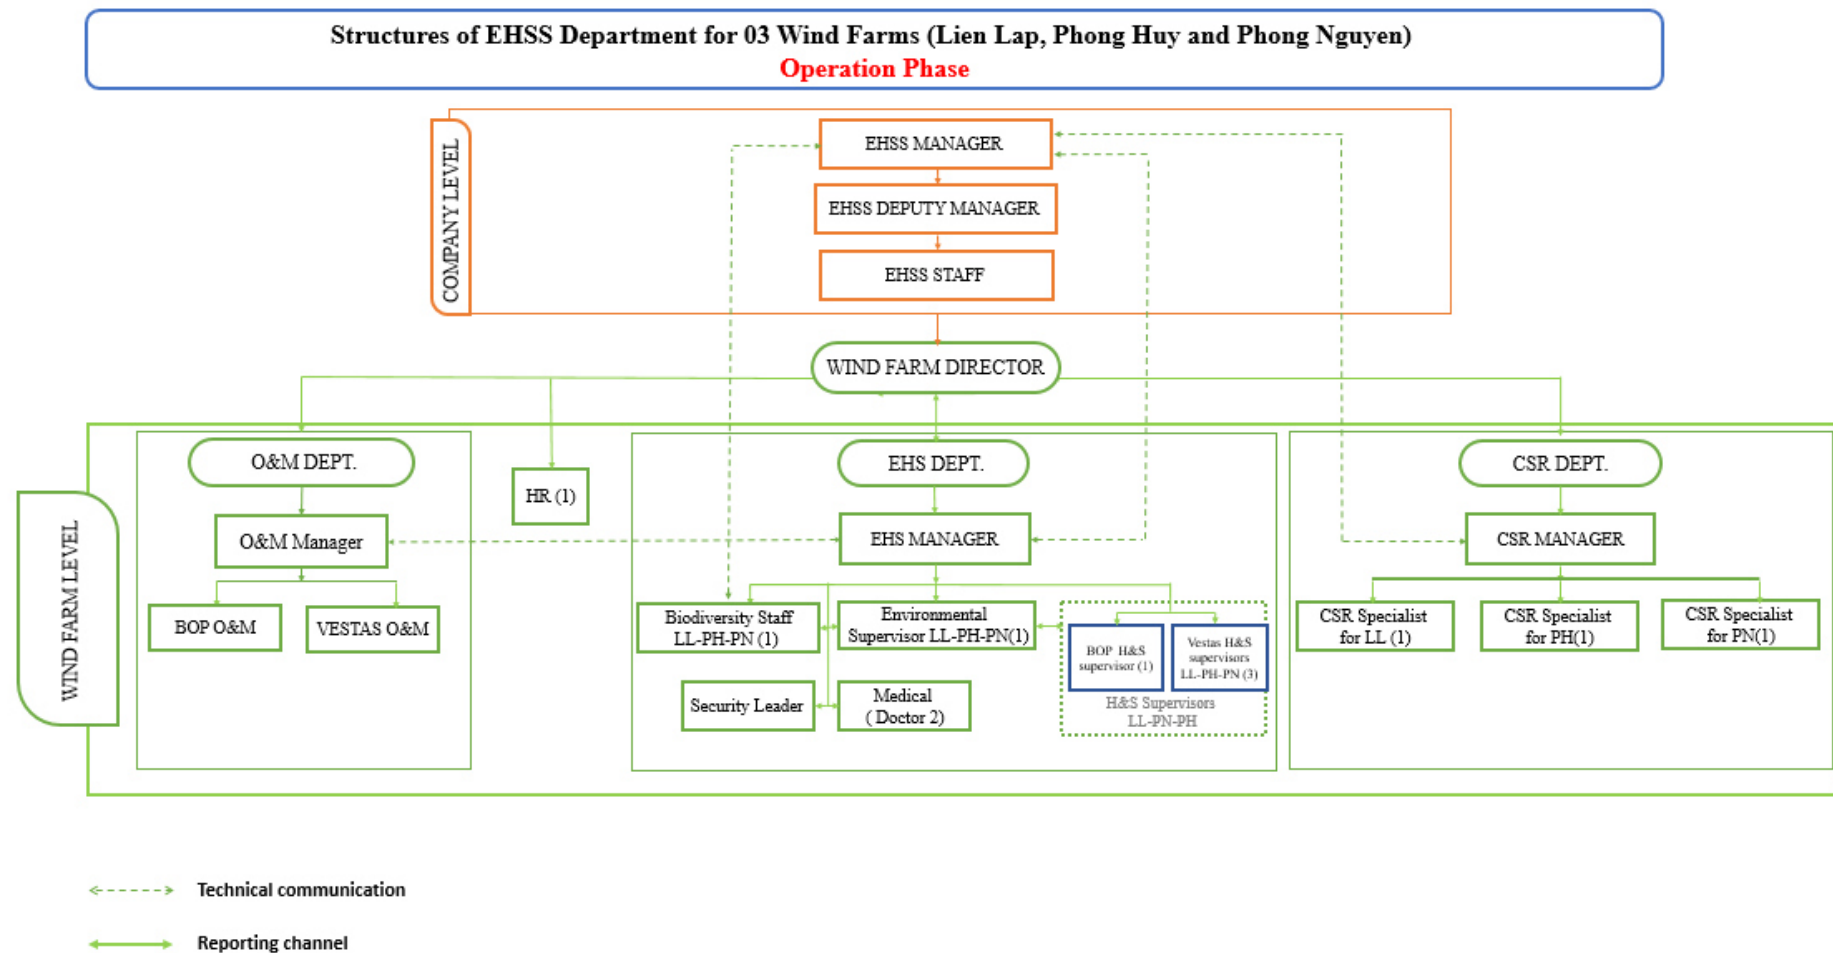 Structures of EHSS Department for 03 Wind Farms (Lien Lap, Phong Huy and Phong Nguyen)
Operation Phase
COMPANY LEVEL
EHSS MANAGER
EHSS DEPUTY MANAGER
EHSS STAFF
WIND FARM DIRECTOR
WIND FARM LEVEL
O&M DEPT.
HR (1)
EHS DEPT.
CSR DEPT.
O&M Manager
EHS MANAGER
CSR MANAGER
BOP O&M
VESTAS O&M
Biodiversity Staff
LL-PH-PN (1)
Environmental
Supervisor LL-PH-PN(1)
BOP H&S
supervisor (1)
Vestas H&S
supervisors
LL-PH-PN (3)
H&S Supervisors
LL-PN-PH
Security Leader
Medical
( Doctor 2)
CSR Specialist
for LL (1)
CSR Specialist
for PH(1)
CSR Specialist
for PN(1)
Technical communication
Reporting channel